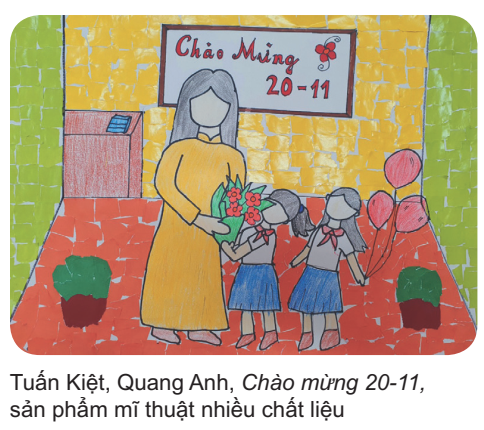 Chào Mừng
20-11
Tuấn Kiệt, Quang Anh, Chào mừng 20-11,
sản phẩm mĩ thuật nhiều chất liệu